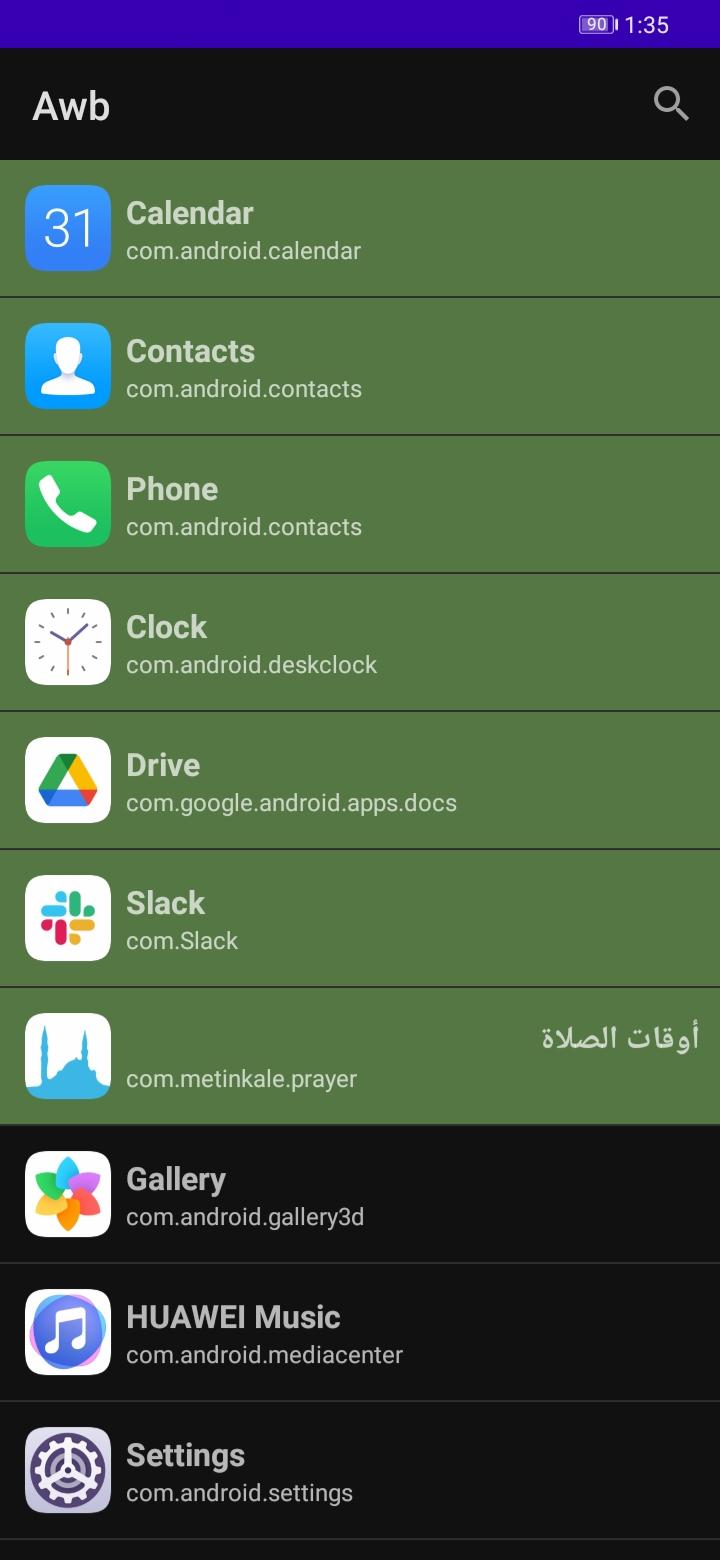 90 1:35
Awb
31
Calendar
com.android.calendar
Contacts
com.android.contacts
Phone
com.android.contacts
Clock
com.android.deskclock
Drive
com.google.android.apps.docs
Slack
com.Slack
أوقات الصلاة
com.metinkale.prayer
Gallery
com.android.gallery3d
HUAWEI Music
com.android.mediacenter
Settings
com.android.settings